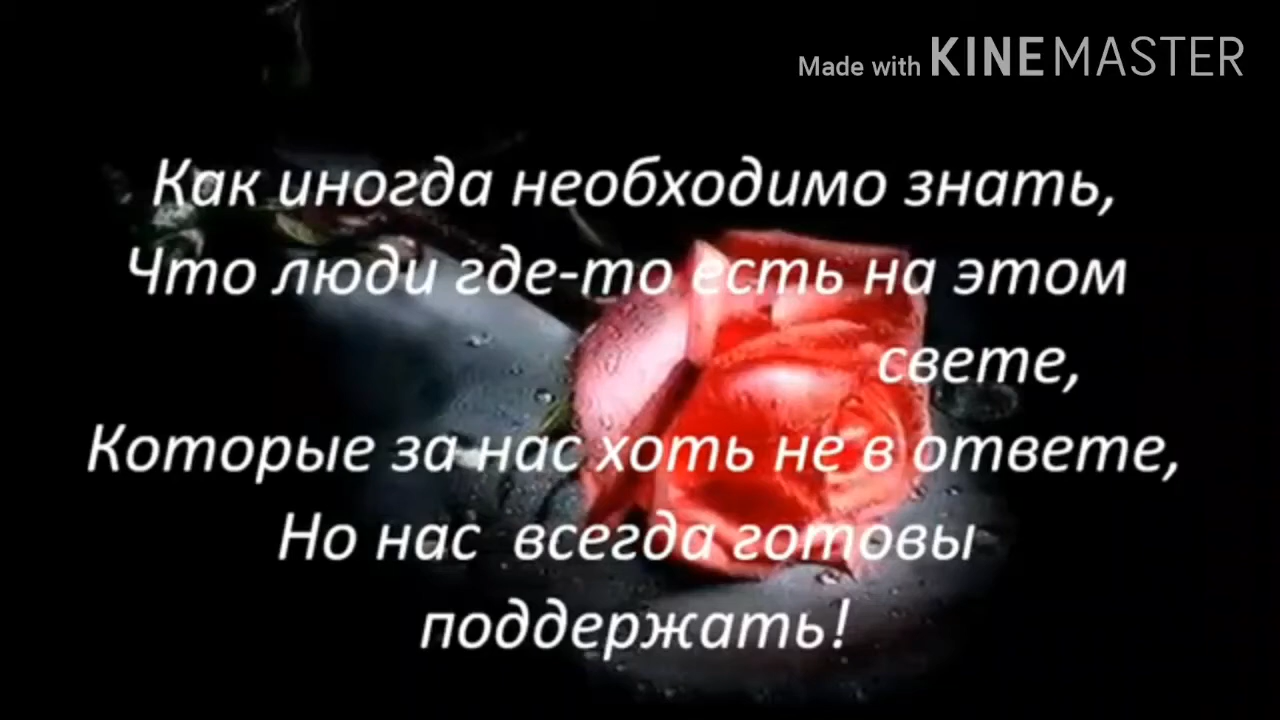 Made with KINEMASTER
Как иногда необходимо знать,
Что люди где-то есть на этом
свете,
Которые за нас хоть не в ответе,
Но нас всегда готовы
поддержать!